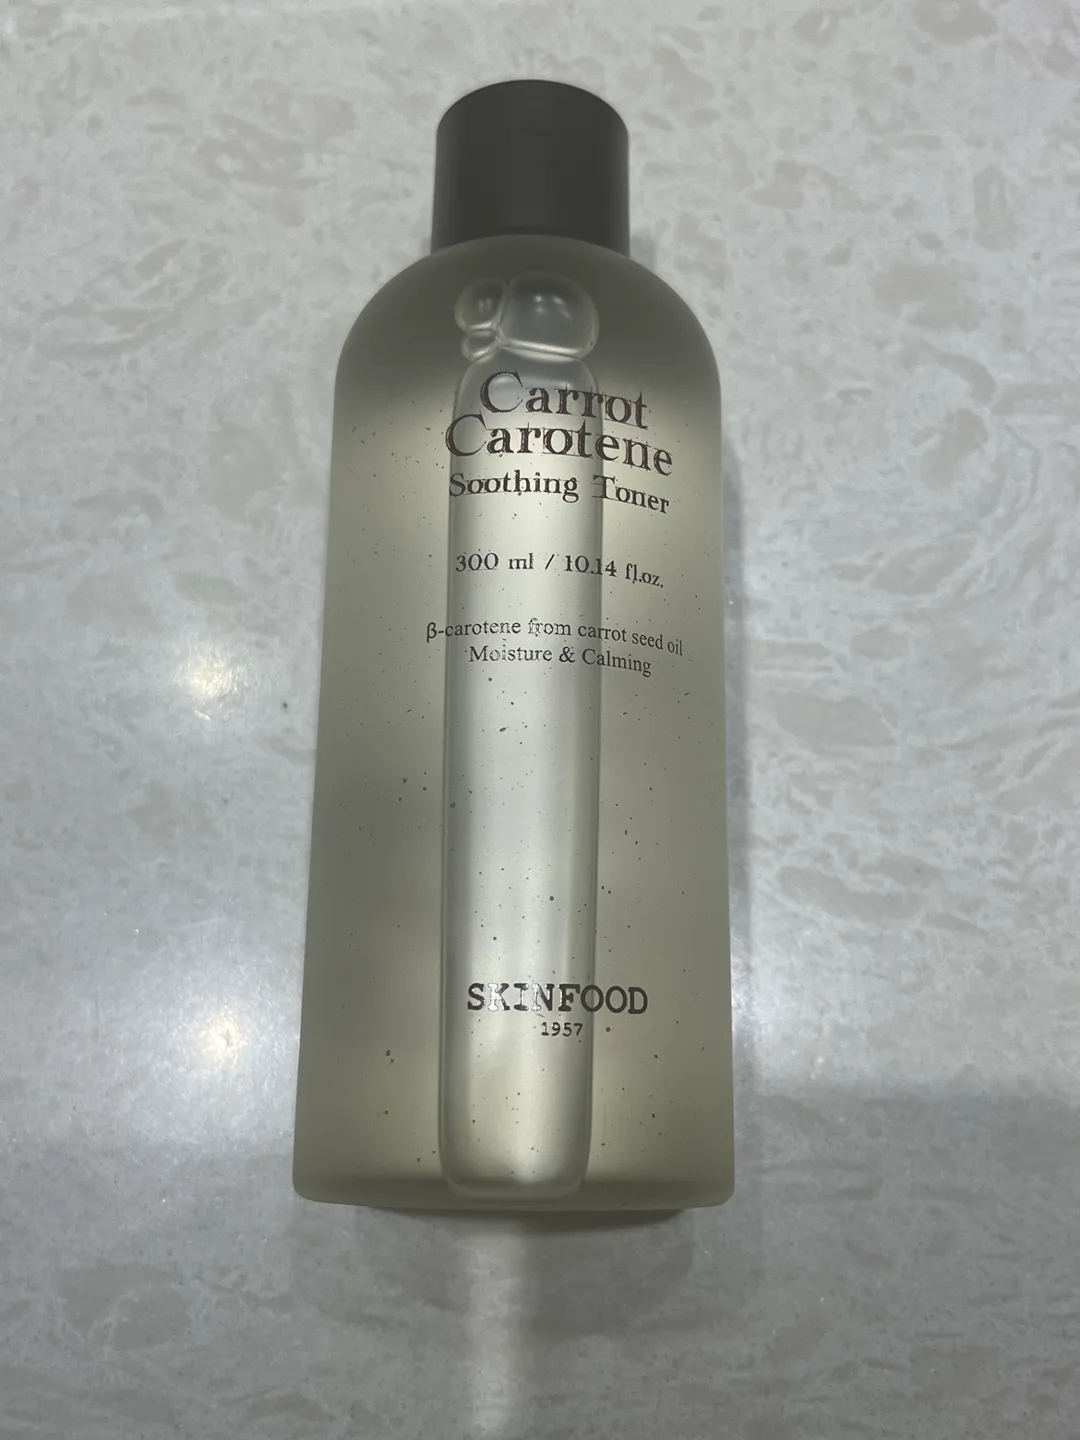 Carrot
Carotene
Soothing Toner
300 ml / 10.14 fl.oz.
β-carotene from carrot seed oil
Moisture & Calming
SKINFOOD
1957